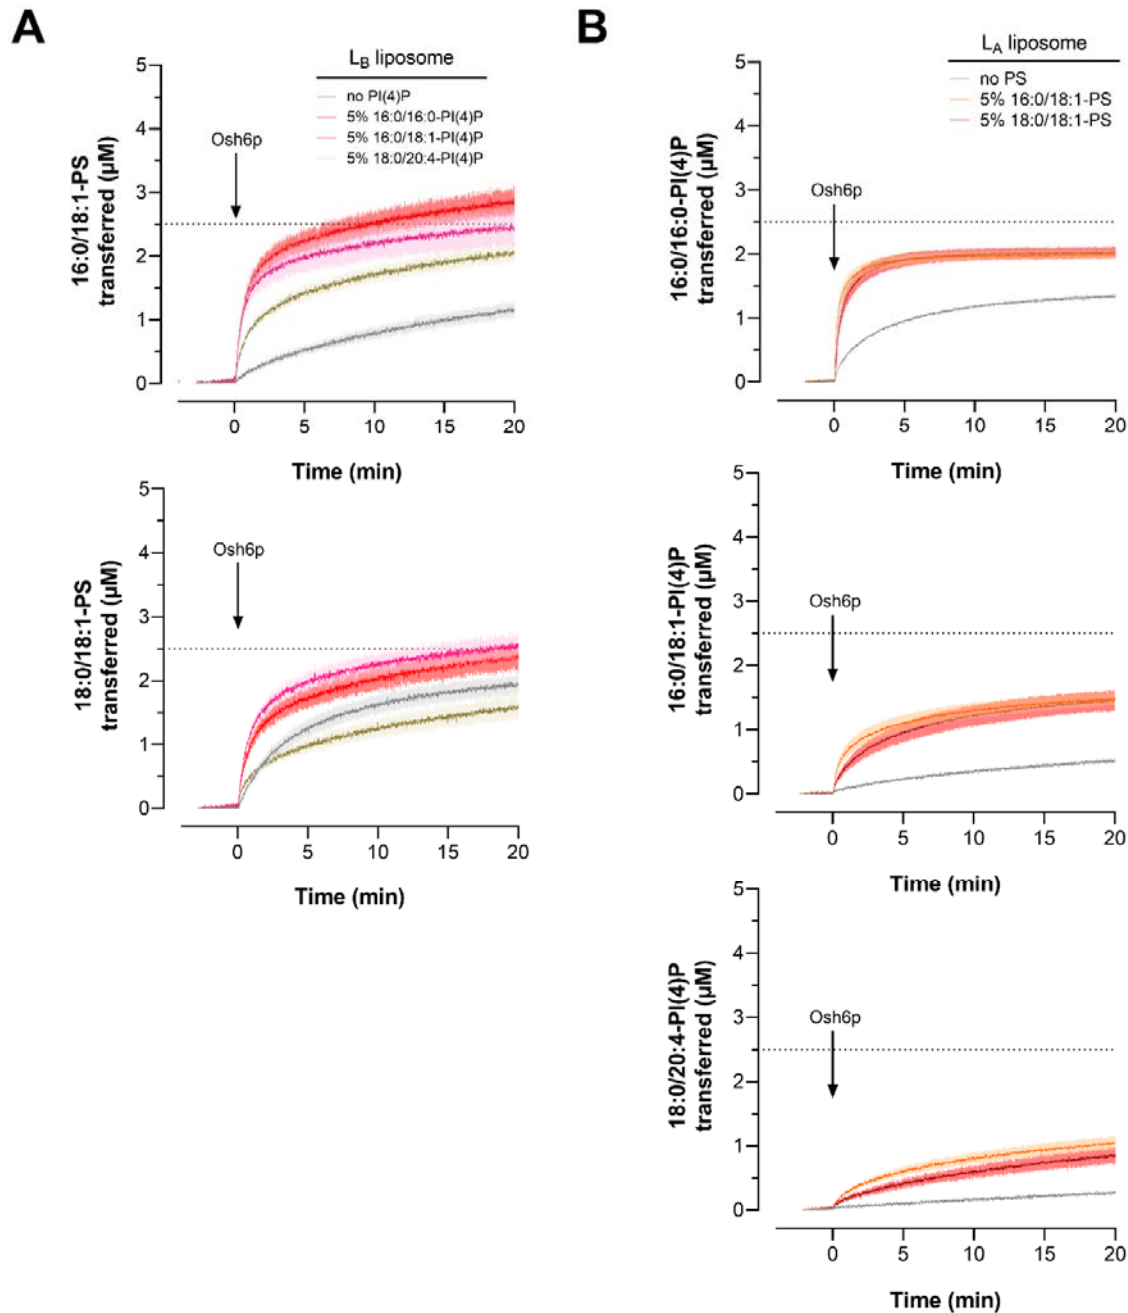 A
L_B liposome
no PI(4)P
5% 16:0/16:0-PI(4)P
5% 16:0/18:1-PI(4)P
5% 18:0/20:4-PI(4)P
Osh6p
16:0/18:1-PS
transferred (µM)
5
4
3
2
1
0
0 5 10 15 20
Time (min)
Osh6p
18:0/18:1-PS
transferred (µM)
5
4
3
2
1
0
0 5 10 15 20
Time (min)
B
L_A liposome
no PS
5% 16:0/18:1-PS
5% 18:0/18:1-PS
Osh6p
16:0/16:0-PI(4)P
transferred (µM)
5
4
3
2
1
0
0 5 10 15 20
Time (min)
Osh6p
16:0/18:1-PI(4)P
transferred (µM)
5
4
3
2
1
0
0 5 10 15 20
Time (min)
Osh6p
18:0/20:4-PI(4)P
transferred (µM)
5
4
3
2
1
0
0 5 10 15 20
Time (min)